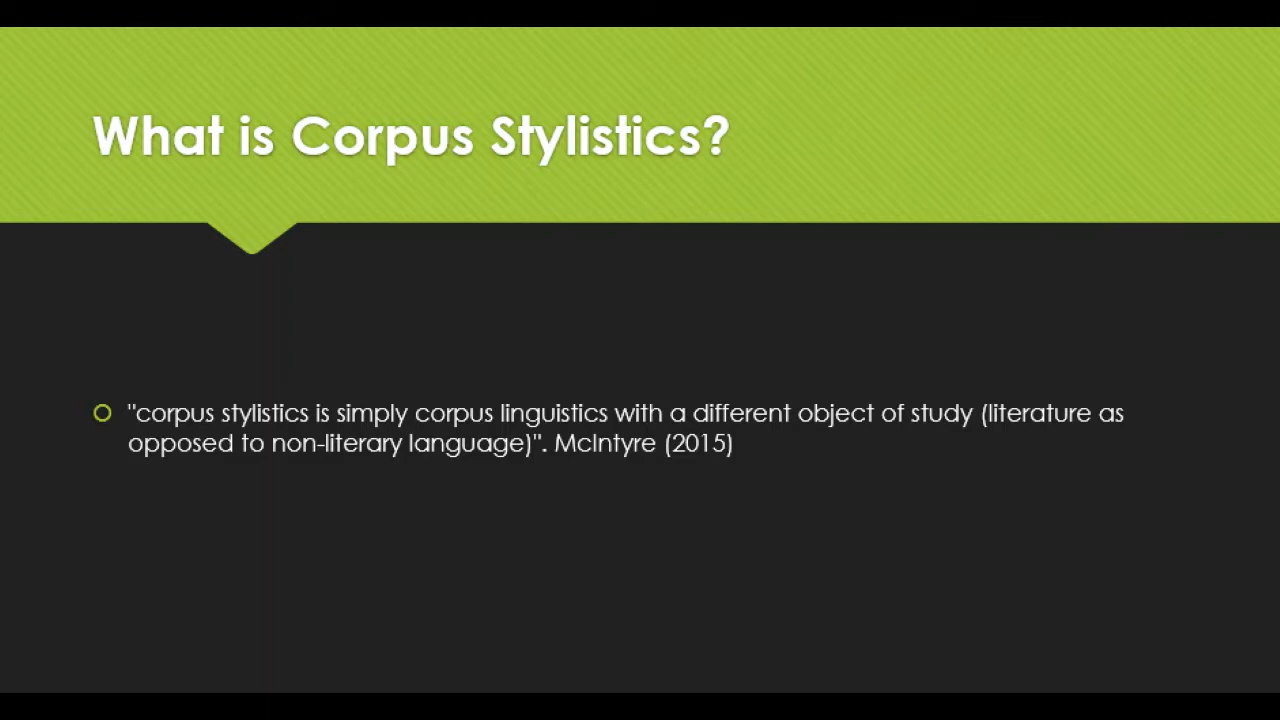 What is Corpus Stylistics?
"corpus stylistics is simply corpus linguistics with a different object of study (literature as
opposed to non-literary language)". McIntyre (2015)